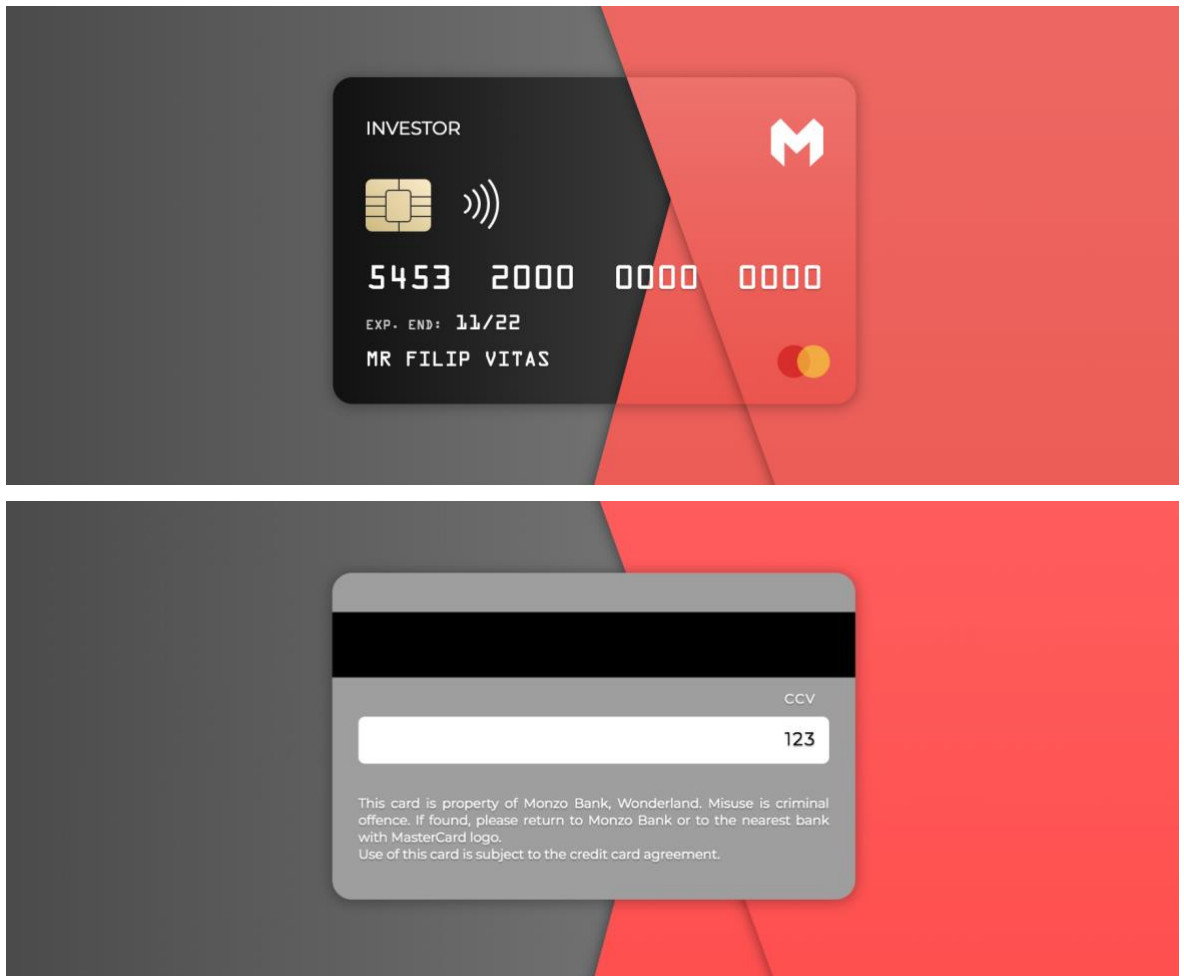 INVESTOR
5453 2000 0000 0000
EXP. END: 11/22
MR FILIP VITAS
CCV
123
This card is property of Monzo Bank, Wonderland. Misuse is criminal
offence. If found, please return to Monzo Bank or to the nearest bank
with MasterCard logo.
Use of this card is subject to the credit card agreement.